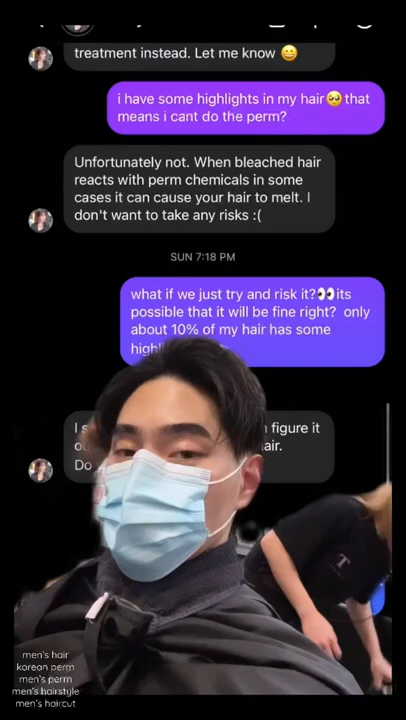 treatment instead. Let me know 😀
i have some highlights in my hair🥺that
means i cant do the perm?
Unfortunately not. When bleached hair
reacts with perm chemicals in some
cases it can cause your hair to melt. I
don't want to take any risks :(
SUN 7:18 PM
what if we just try and risk it?👀its
possible that it will be fine right? only
about 10% of my hair has some
I
figure it
Do
T
men's hair
korean perm
men's perm
men's hairstyle
men's haircut